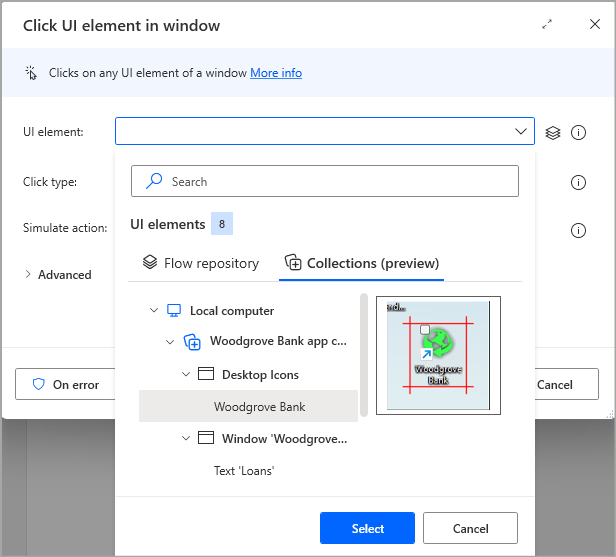 Click UI element in window
Clicks on any UI element of a window More info
UI element:
Click type:
Simulate action:
Advanced
On error
Cancel
Search
UI elements 8
Flow repository
Collections (preview)
Local computer
Woodgrove Bank app c...
Desktop Icons
Woodgrove Bank
Window 'Woodgrove...
Text 'Loans'
nd...
Woodgrove
Bank
Select
Cancel